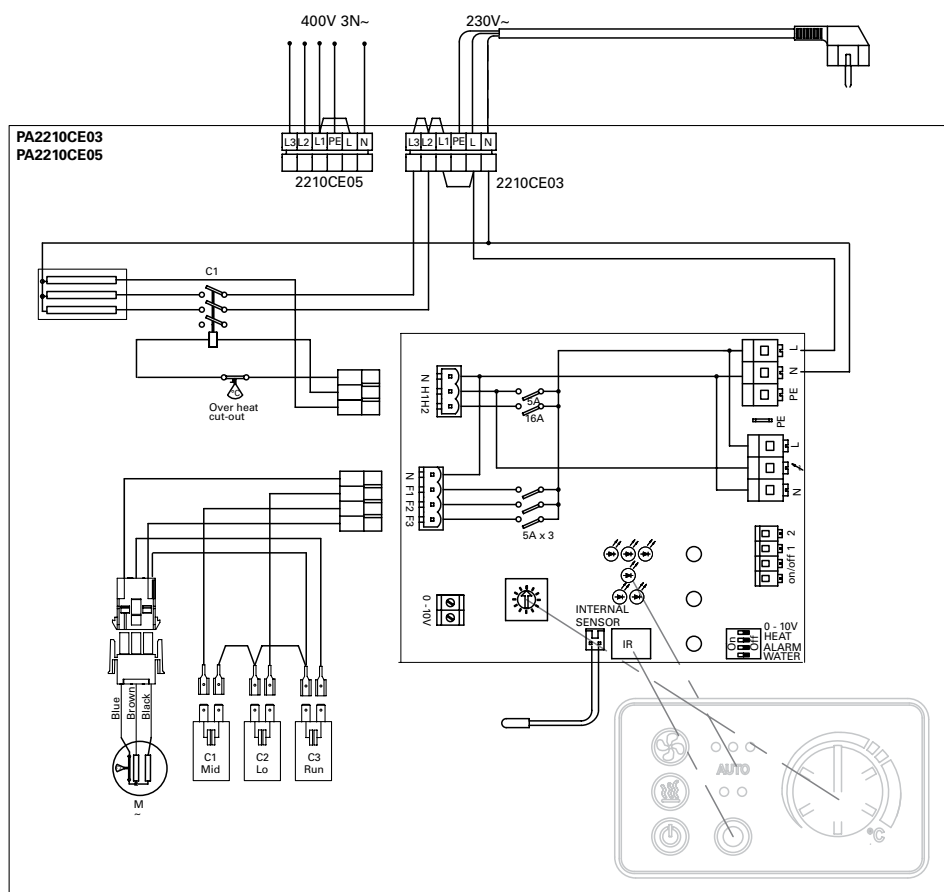 400V 3N~
230V~
PA2210CE03
PA2210CE05
L3 L2 L1 PE L N
L3 L2 L1 PE L N
2210CE05
2210CE03
C1
°C
Over heat
cut-out
N H1 H2
5A
16A
L
N
PE
PE
L
N
N F1 F2 F3
5A x 3
on/off 1 2
0 - 10V
INTERNAL
SENSOR
IR
On
Off
0 - 10V
HEAT
ALARM
WATER
Blue
Brown
Black
M
~
C1
Mid
C2
Lo
C3
Run
AUTO
°C